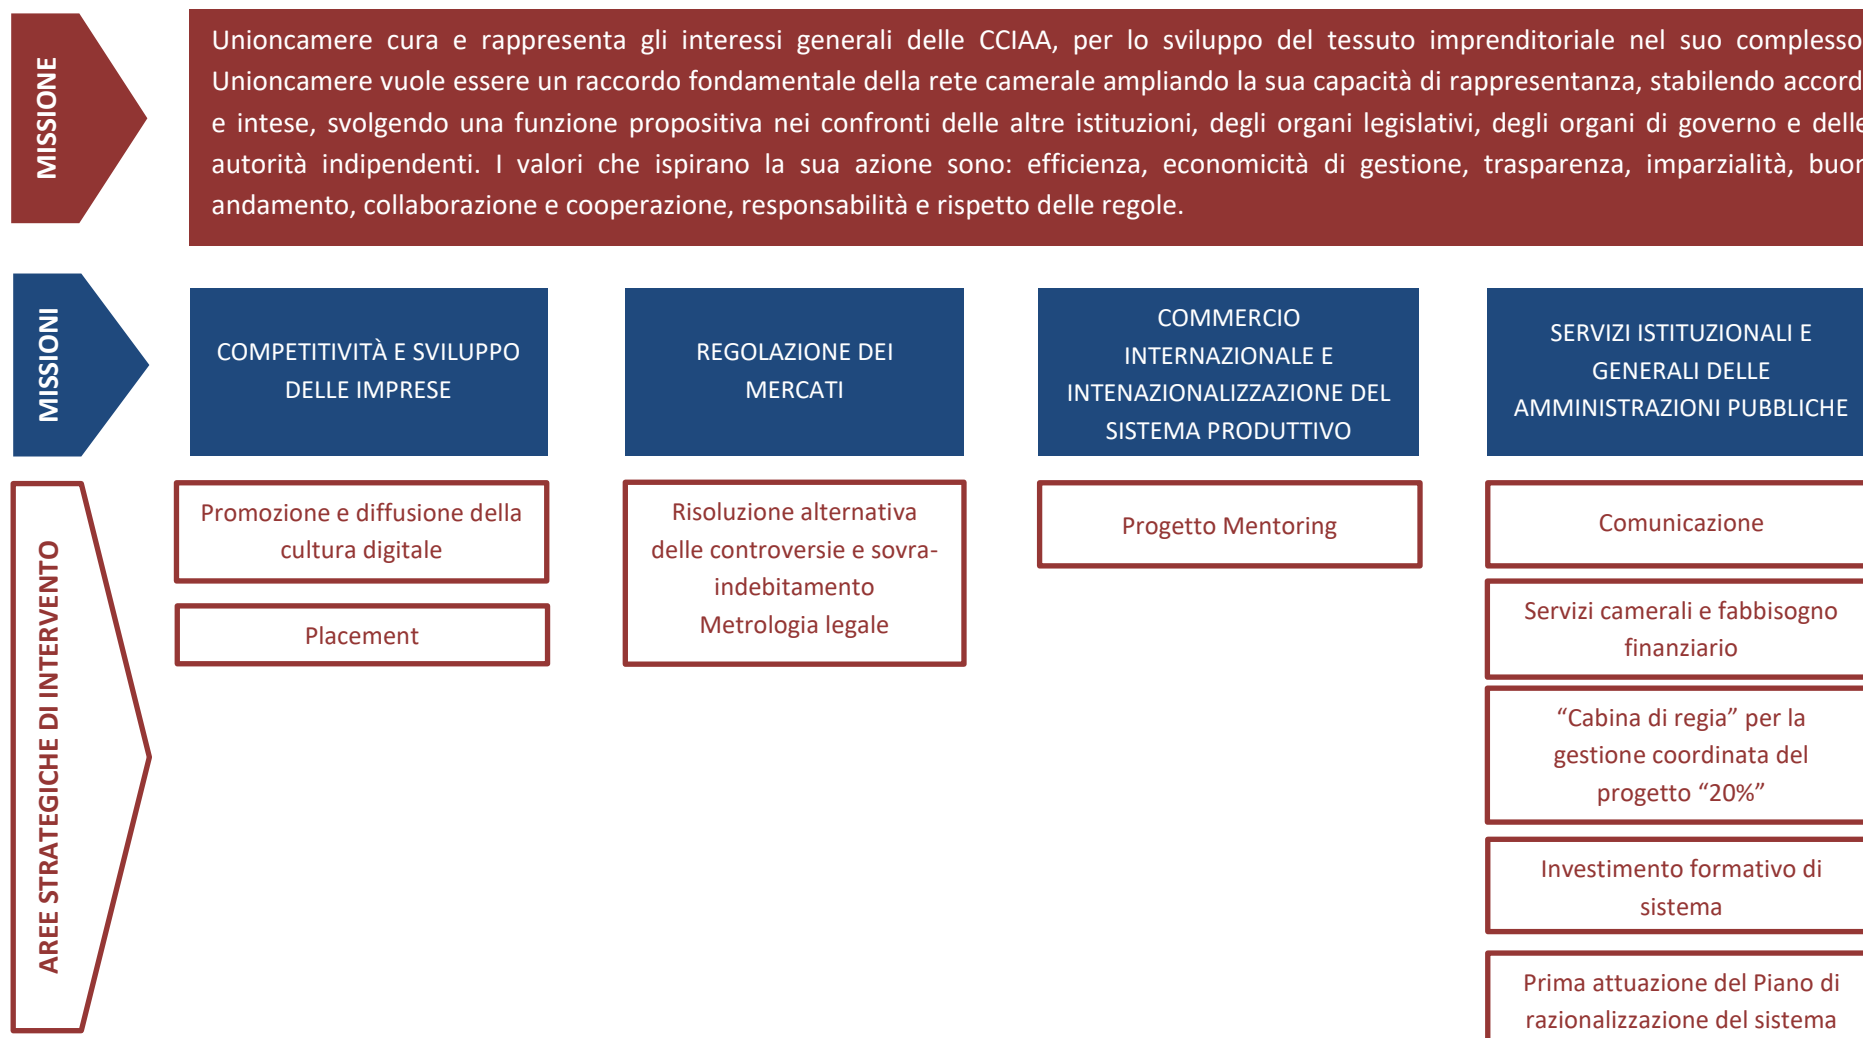 MISSIONE
Unioncamere cura e rappresenta gli interessi generali delle CCIAA, per lo sviluppo del tessuto imprenditoriale nel suo complesso
Unioncamere vuole essere un raccordo fondamentale della rete camerale ampliando la sua capacità di rappresentanza, stabilendo accord
e intese, svolgendo una funzione propositiva nei confronti delle altre istituzioni, degli organi legislativi, degli organi di governo e delle
autorità indipendenti. I valori che ispirano la sua azione sono: efficienza, economicità di gestione, trasparenza, imparzialità, buon
andamento, collaborazione e cooperazione, responsabilità e rispetto delle regole.
MISSIONI
COMPETITIVITÀ E SVILUPPO
DELLE IMPRESE
REGOLAZIONE DEI
MERCATI
COMMERCIO
INTERNAZIONALE E
INTENAZIONALIZZAZIONE DEL
SISTEMA PRODUTTIVO
SERVIZI ISTITUZIONALI E
GENERALI DELLE
AMMINISTRAZIONI PUBBLICHE
AREE STRATEGICHE DI INTERVENTO
Promozione e diffusione della
cultura digitale
Placement
Risoluzione alternativa
delle controversie e sovra-
indebitamento
Metrologia legale
Progetto Mentoring
Comunicazione
Servizi camerali e fabbisogno
finanziario
“Cabina di regia” per la
gestione coordinata del
progetto “20%”
Investimento formativo di
sistema
Prima attuazione del Piano di
razionalizzazione del sistema